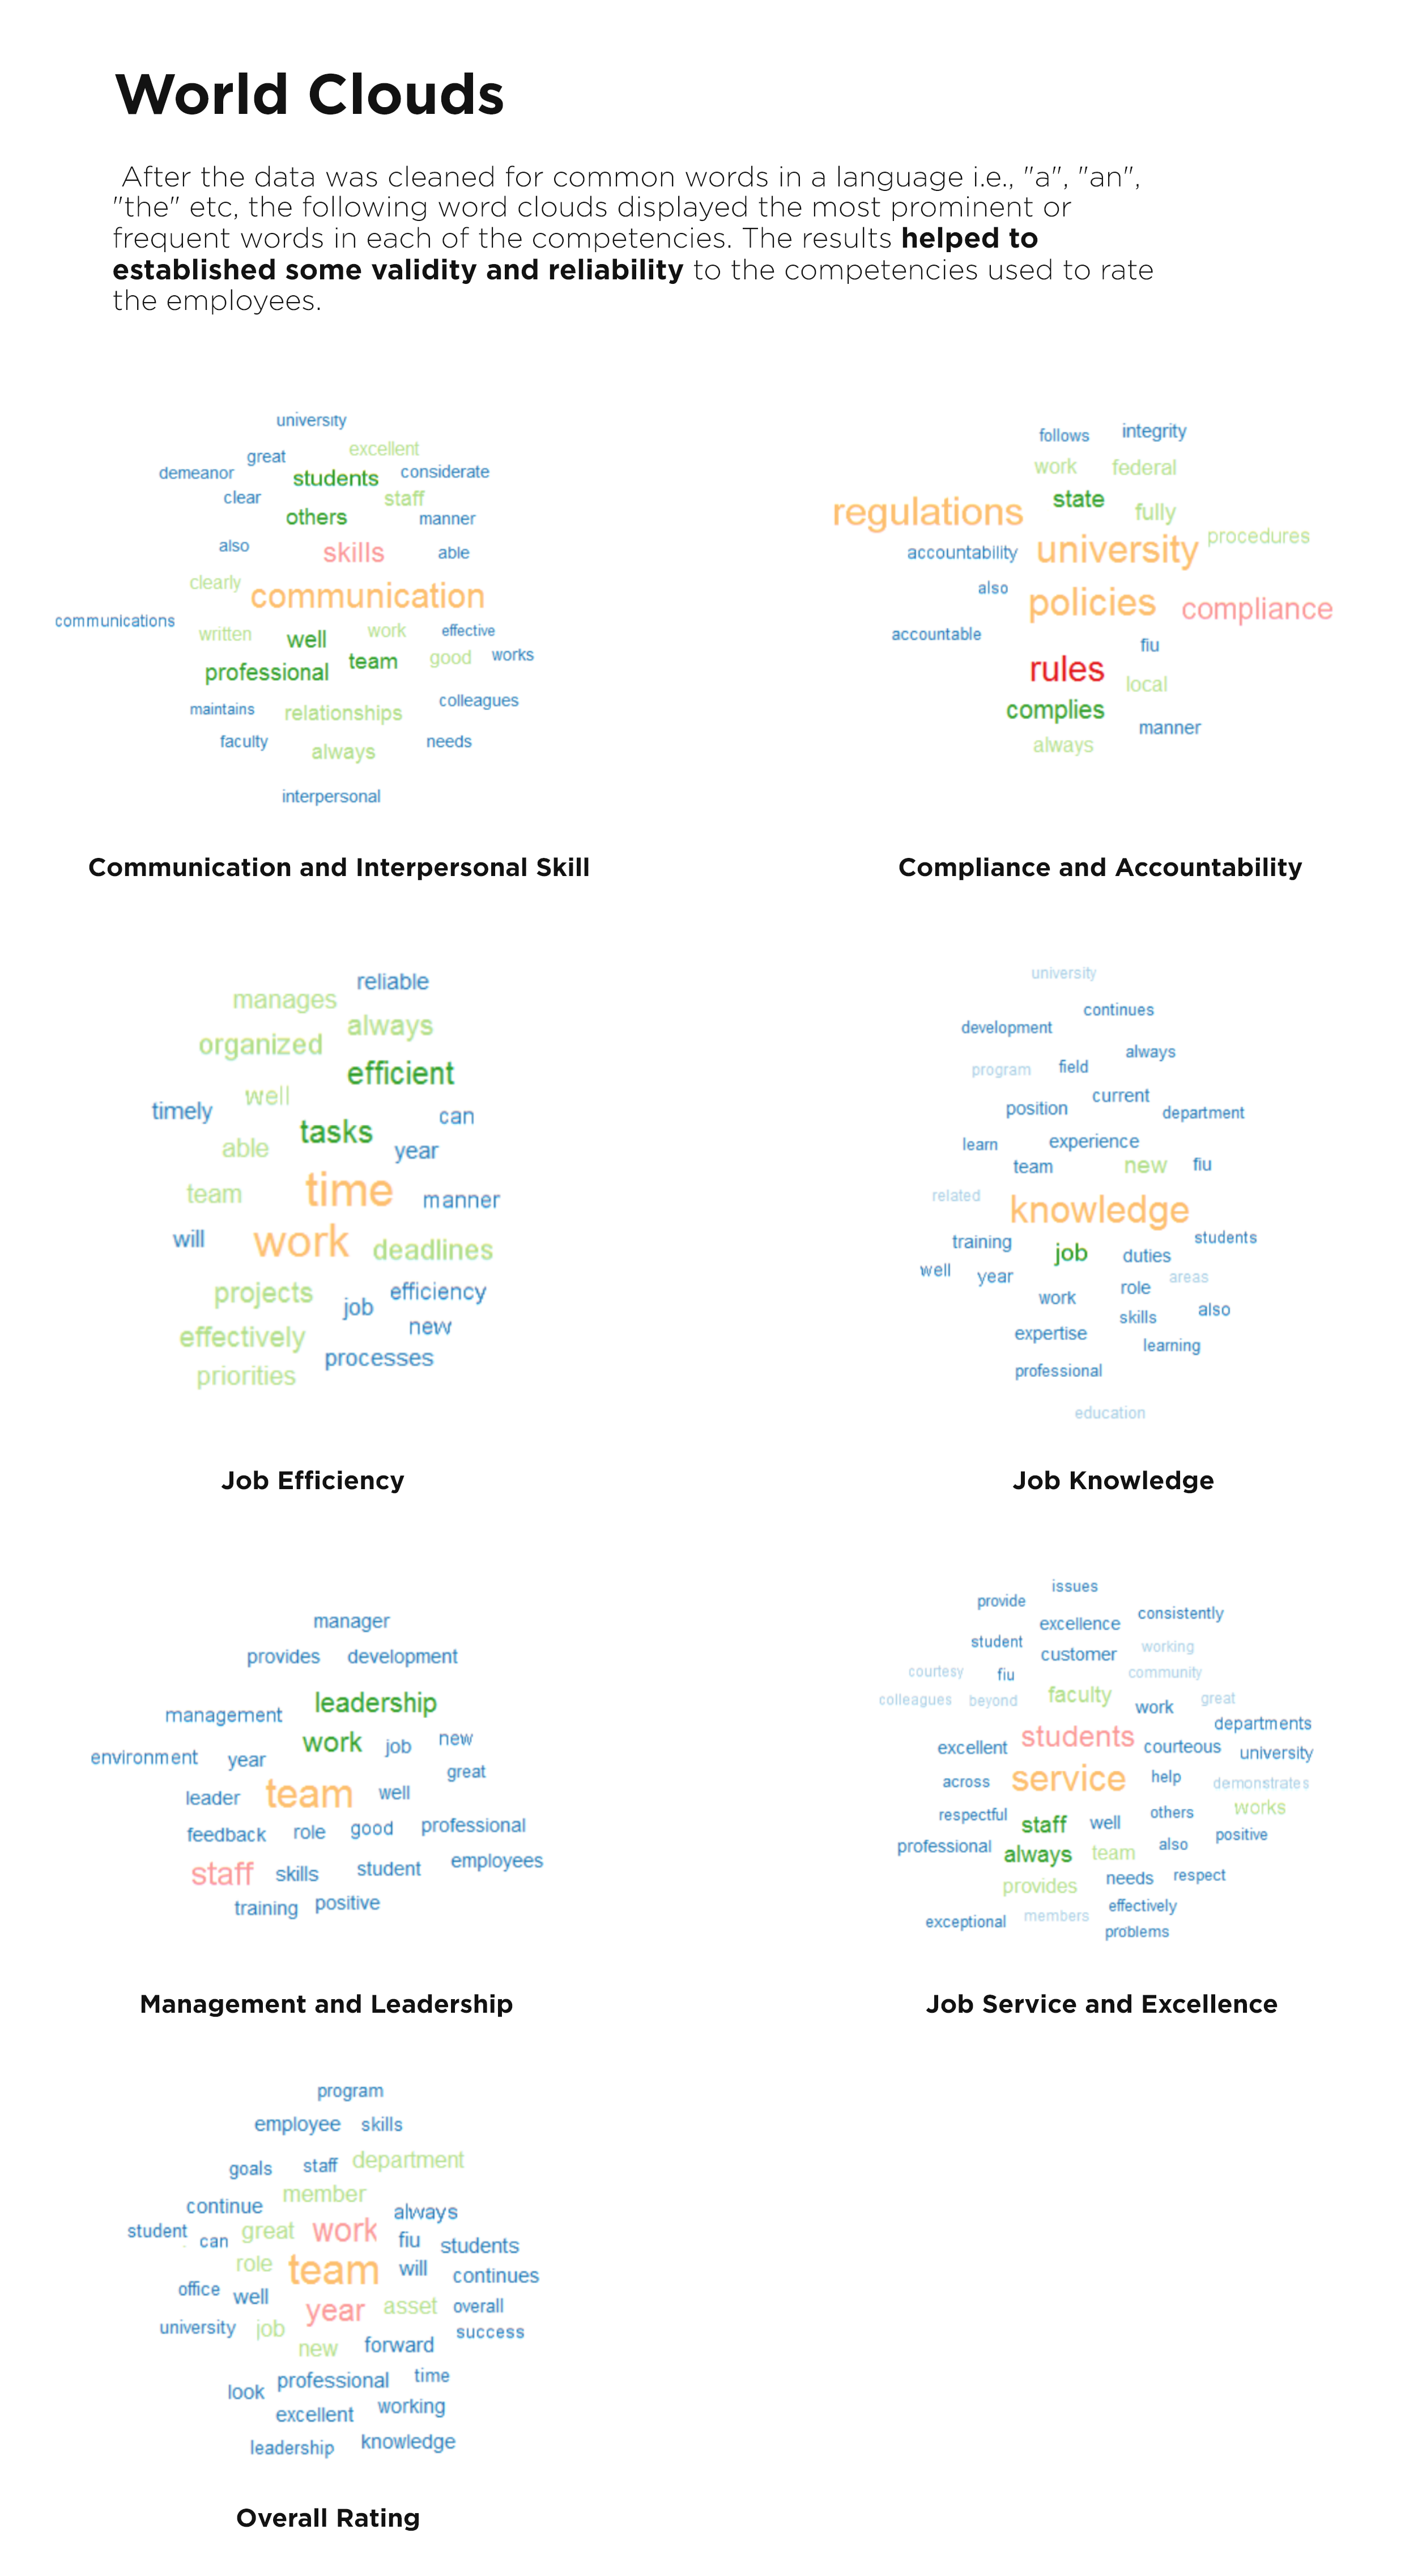 World Clouds
After the data was cleaned for common words in a language i.e., "a", "an",
"the" etc, the following word clouds displayed the most prominent or
frequent words in each of the competencies. The results helped to
established some validity and reliability to the competencies used to rate
the employees.
university
great excellent
demeanor students considerate
clear staff
others manner
also skills able
clearly communication
communications written well work effective
professional team good works
maintains relationships colleagues
faculty always needs
interpersonal
Communication and Interpersonal Skill
follows integrity
work federal
regulations state fully
accountability university procedures
also policies compliance
accountable fiu
rules local
complies manner
always
Compliance and Accountability
reliable
manages always
organized efficient
well
timely tasks can
able year
team time manner
will work deadlines
projects job efficiency
effectively new
priorities processes
Job Efficiency
university
continues
development always
program field
position current department
learn experience
team new fiu
related knowledge
training job duties students
well year role areas
work skills also
expertise learning
professional
education
Job Knowledge
manager
provides development
management leadership
work job new
environment year great
leader team well
feedback role good professional
staff skills student employees
training positive
Management and Leadership
issues
provide excellence consistently
student customer working
courtesy fiu community
colleagues beyond faculty work great
departments
excellent students courteous university
across service help demonstrates
respectful staff well others works
professional always team also positive
provides needs respect
exceptional members effectively
problems
Job Service and Excellence
program
employee skills
goals staff department
continue member always
student can great work fiu students
role team will continues
office well year asset overall
university job success
new forward
look professional time
excellent working
leadership knowledge
Overall Rating